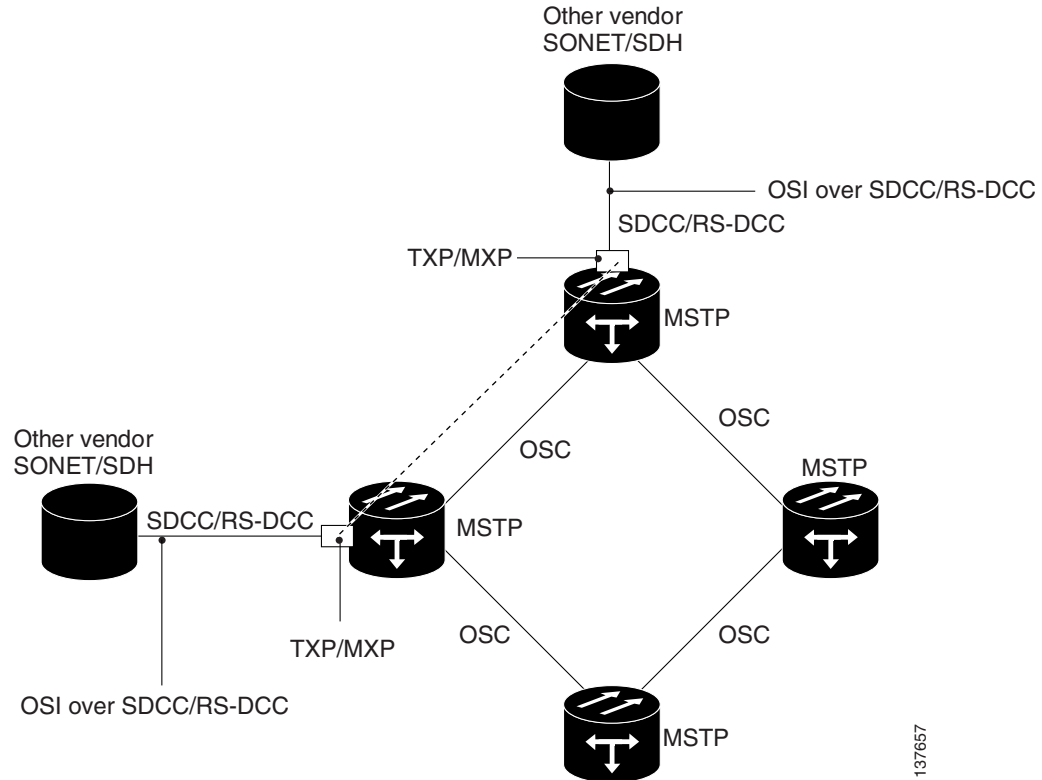 Other vendor
SONET/SDH
OSI over SDCC/RS-DCC
SDCC/RS-DCC
TXP/MXP
MSTP
OSC
OSC
Other vendor
SONET/SDH
MSTP
SDCC/RS-DCC
MSTP
OSC
OSC
TXP/MXP
OSI over SDCC/RS-DCC
MSTP
137657